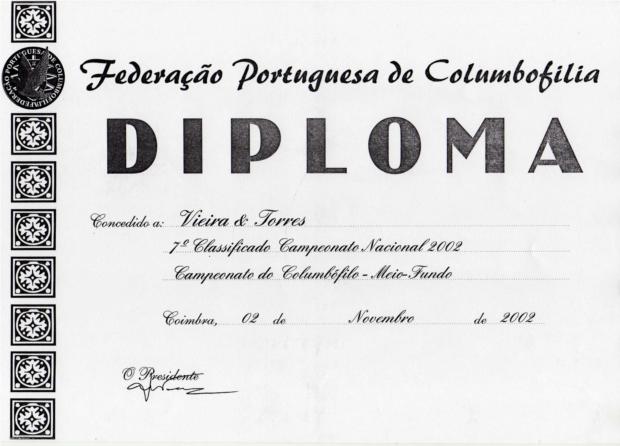 Federação Portuguesa de Columbofilia
DIPLOMA
Concedido a: Vieira & Torres
7º Classificado Campeonato Nacional 2002
Campeonato do Columbófilo - Meio-Fundo
Coimbra, 02 de Novembro de 2002
O Presidente